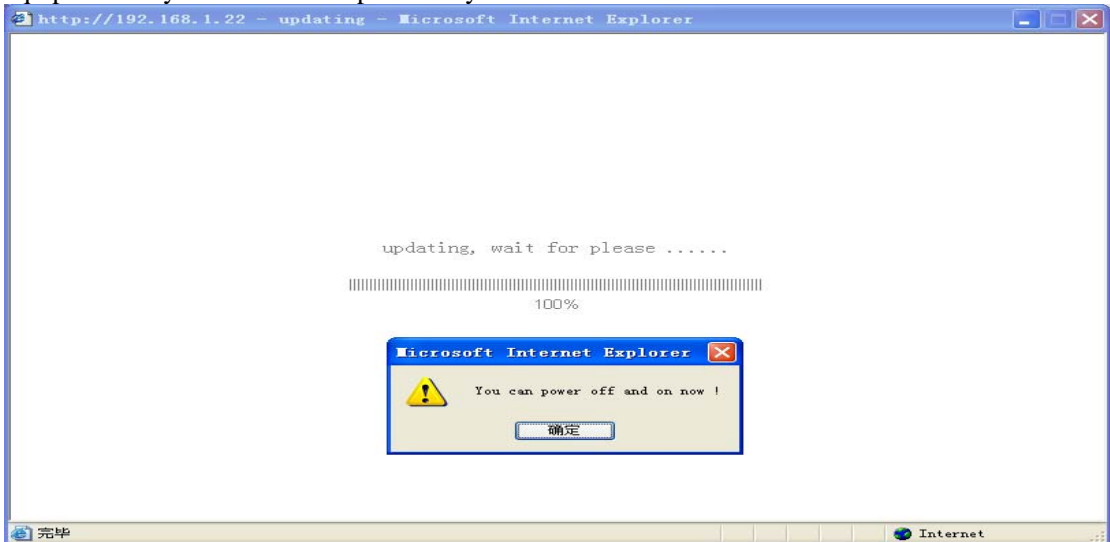 http://192.168.1.22 - updating - Microsoft Internet Explorer
updating, wait for please ......
100%
Microsoft Internet Explorer
You can power off and on now !
确定
完毕
Internet